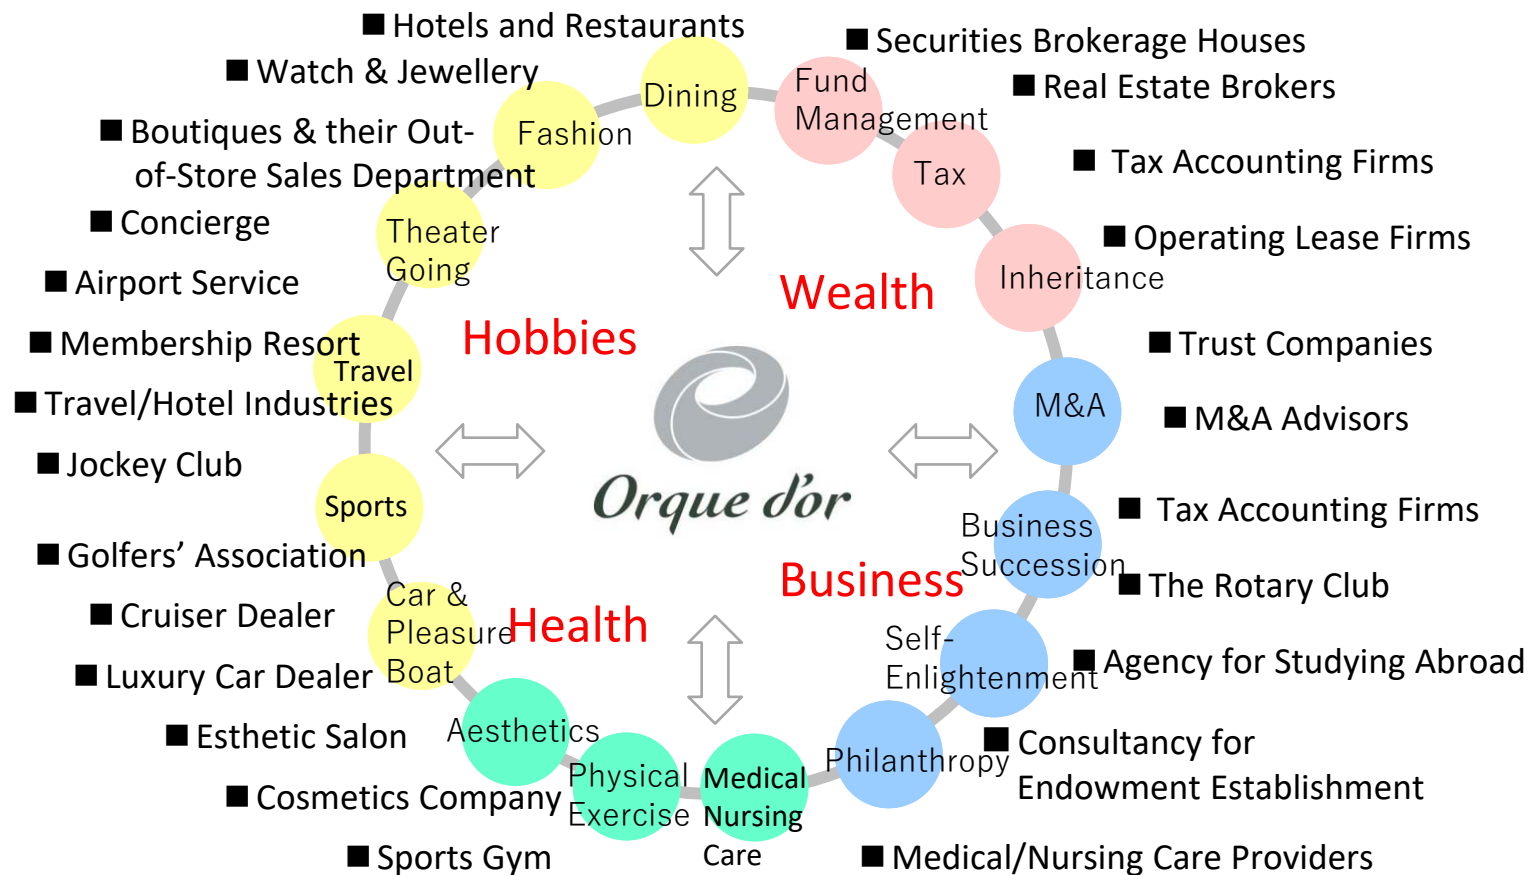 ■ Hotels and Restaurants
■ Securities Brokerage Houses
■ Watch & Jewellery
■ Real Estate Brokers
Dining
Fund
Management
Fashion
■ Boutiques & their Out-
of-Store Sales Department
Tax
■ Tax Accounting Firms
■ Concierge
Theater
Going
■ Operating Lease Firms
Inheritance
■ Airport Service
Wealth
Hobbies
■ Membership Resort
Travel
■ Trust Companies
■ Travel/Hotel Industries
M&A
■ M&A Advisors
■ Jockey Club
Orque d'or
Sports
■ Tax Accounting Firms
Business
Succession
■ Golfers’ Association
Business
■ The Rotary Club
Car &
Pleasure
Boat
Health
■ Cruiser Dealer
Self-
Enlightenment
■ Agency for Studying Abroad
■ Luxury Car Dealer
Aesthetics
■ Esthetic Salon
Philanthropy
■ Consultancy for
Endowment Establishment
Physical
Exercise
Medical
Nursing
Care
■ Cosmetics Company
■ Sports Gym
■ Medical/Nursing Care Providers